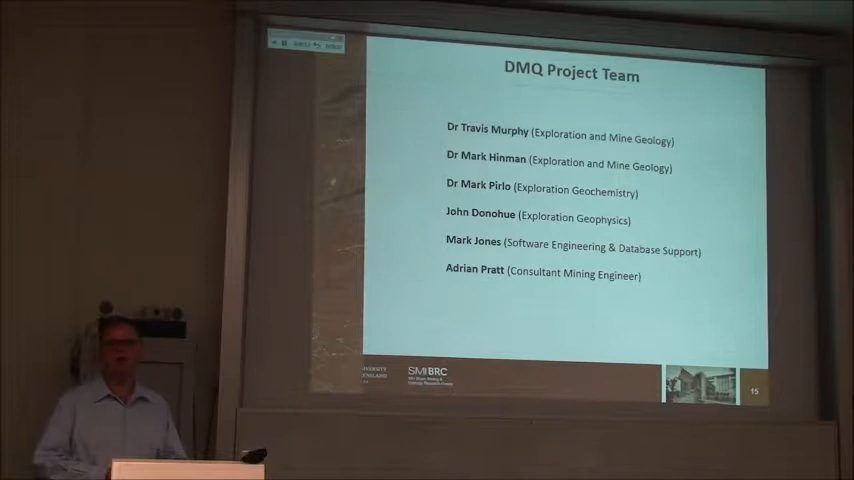 DMQ Project Team
Dr Travis Murphy (Exploration and Mine Geology)
Dr Mark Hinman (Exploration and Mine Geology)
Dr Mark Pirlo (Exploration Geochemistry)
John Donohue (Exploration Geophysics)
Mark Jones (Software Engineering & Database Support)
Adrian Pratt (Consultant Mining Engineer)
SMI BRC
15